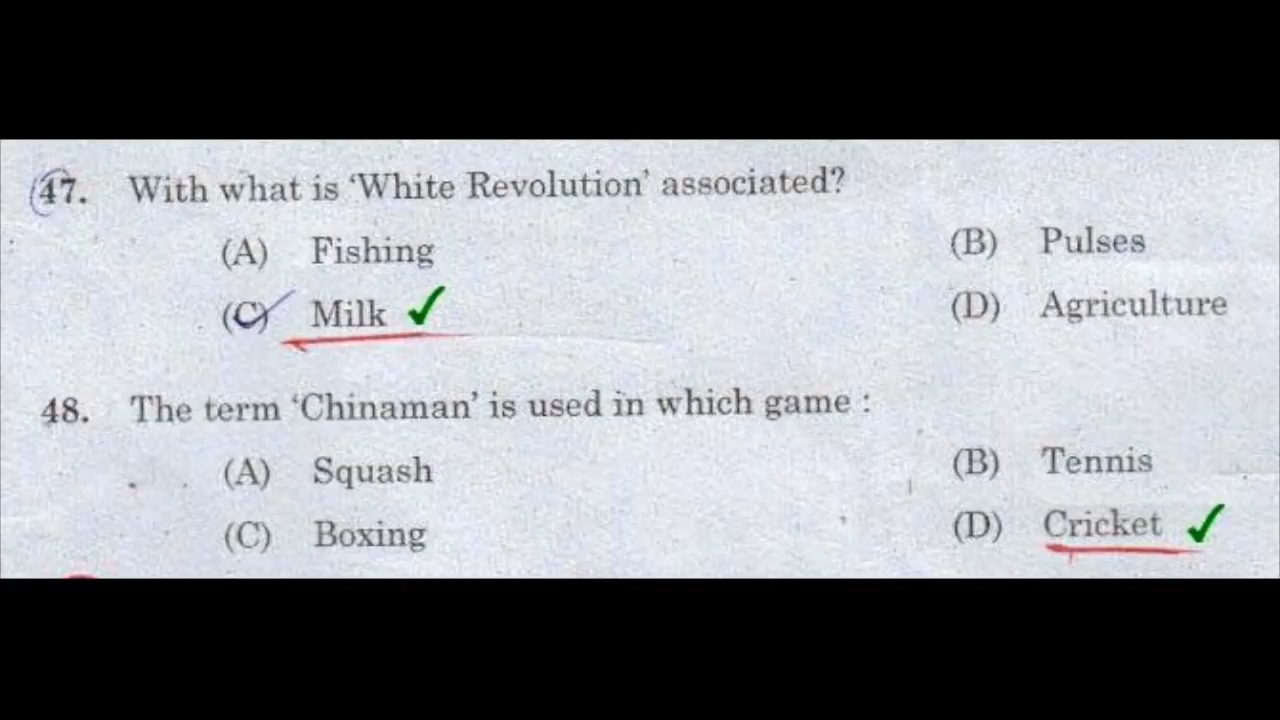 47. With what is ‘White Revolution’ associated?
(A) Fishing (B) Pulses
(C) Milk (D) Agriculture
48. The term ‘Chinaman’ is used in which game :
(A) Squash (B) Tennis
(C) Boxing (D) Cricket